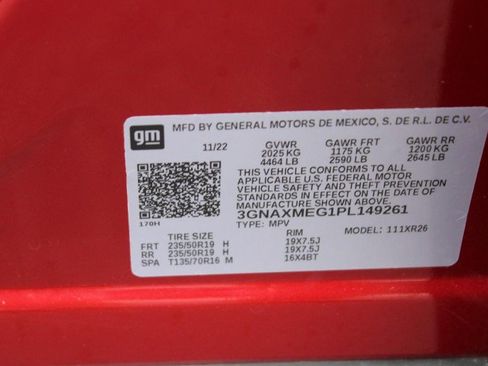 gm
MFD BY GENERAL MOTORS DE MEXICO, S. DE R.L. DE C.V.
11/22 GVWR GAWR FRT GAWR RR
2025 KG 1175 KG 1200 KG
4464 LB 2590 LB 2645 LB
THIS VEHICLE CONFORMS TO ALL
APPLICABLE U.S. FEDERAL MOTOR
VEHICLE SAFETY AND THEFT PREVENTION
STANDARDS IN EFFECT ON THE DATE OF
MANUFACTURE SHOWN ABOVE.
3GNAXMEG1PL149261
170H TYPE: MPV MODEL: 111XR26
TIRE SIZE RIM
FRT 235/50R19 H 19X7.5J
RR 235/50R19 H 19X7.5J
SPA T135/70R16 M 16X4BT